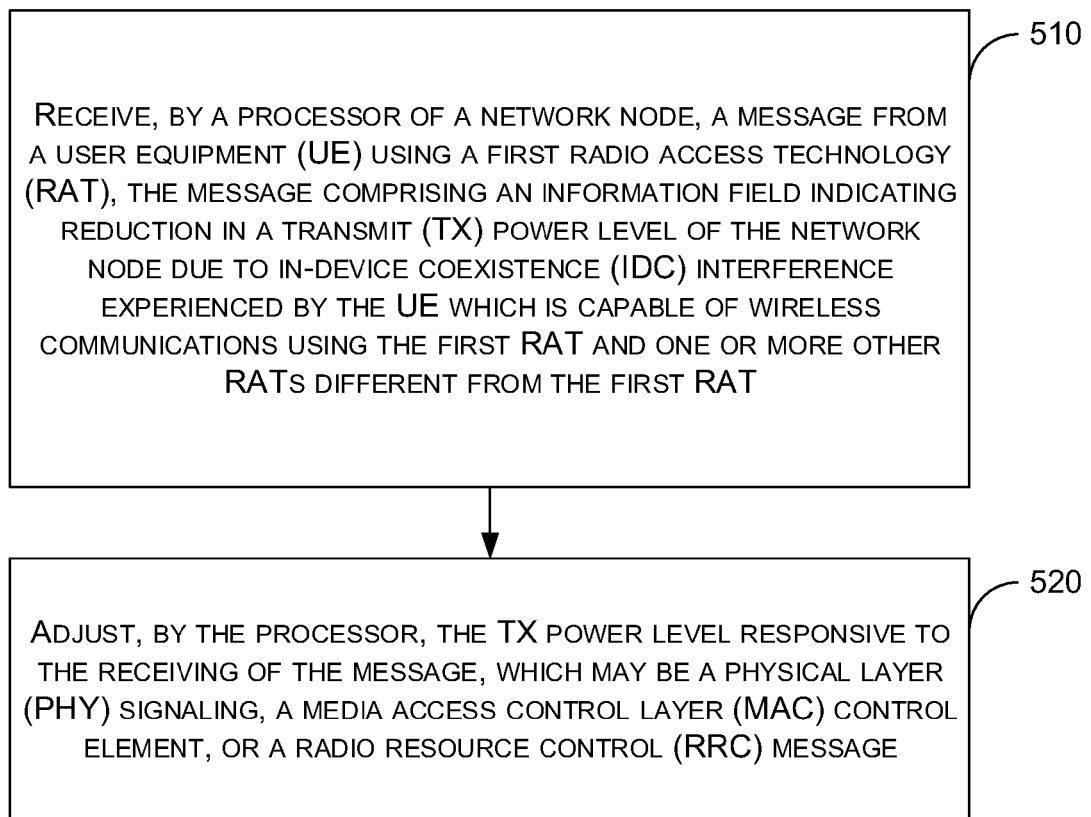 510
RECEIVE, BY A PROCESSOR OF A NETWORK NODE, A MESSAGE FROM
A USER EQUIPMENT (UE) USING A FIRST RADIO ACCESS TECHNOLOGY
(RAT), THE MESSAGE COMPRISING AN INFORMATION FIELD INDICATING
REDUCTION IN A TRANSMIT (TX) POWER LEVEL OF THE NETWORK
NODE DUE TO IN-DEVICE COEXISTENCE (IDC) INTERFERENCE
EXPERIENCED BY THE UE WHICH IS CAPABLE OF WIRELESS
COMMUNICATIONS USING THE FIRST RAT AND ONE OR MORE OTHER
RATS DIFFERENT FROM THE FIRST RAT
520
ADJUST, BY THE PROCESSOR, THE TX POWER LEVEL RESPONSIVE TO
THE RECEIVING OF THE MESSAGE, WHICH MAY BE A PHYSICAL LAYER
(PHY) SIGNALING, A MEDIA ACCESS CONTROL LAYER (MAC) CONTROL
ELEMENT, OR A RADIO RESOURCE CONTROL (RRC) MESSAGE